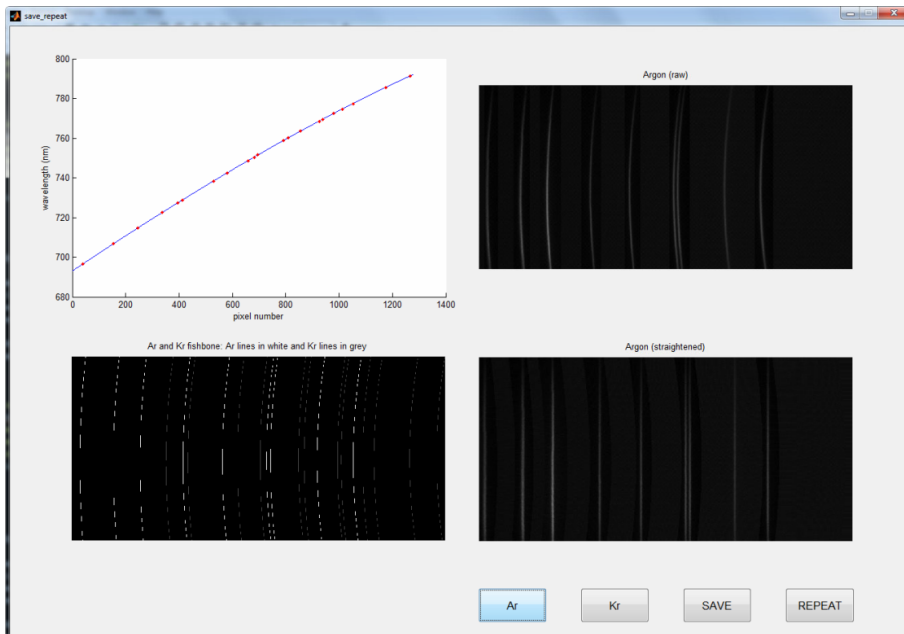 save_repeat
800
780
760
740
720
700
680
wavelength (nm)
0 200 400 600 800 1000 1200 1400
pixel number
Argon (raw)
Ar and Kr fishbone: Ar lines in white and Kr lines in grey
Argon (straightened)
Ar Kr SAVE REPEAT